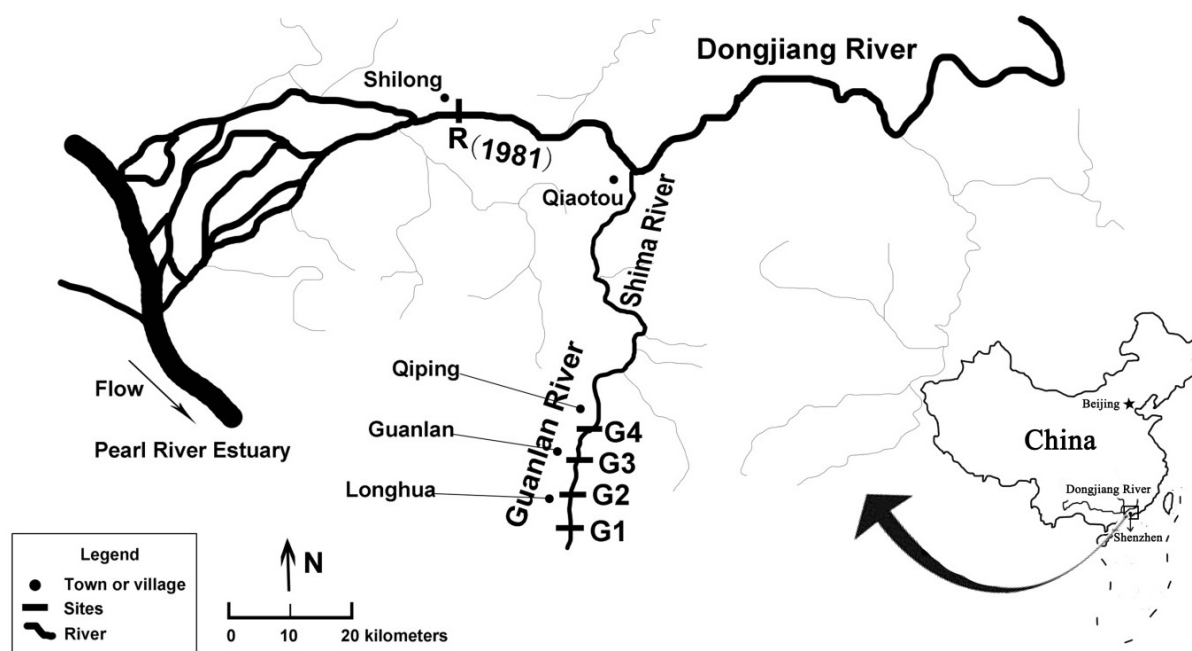 Dongjiang River
Shilong
R (1981)
Qiaotou
Shima River
Qiping
Guanlan River
Flow
Guanlan
G4
Pearl River Estuary
G3
Longhua
G2
G1
Beijing
China
Dongjiang River
Shenzhen
Legend
Town or village
Sites
River
N
0 10 20 kilometers